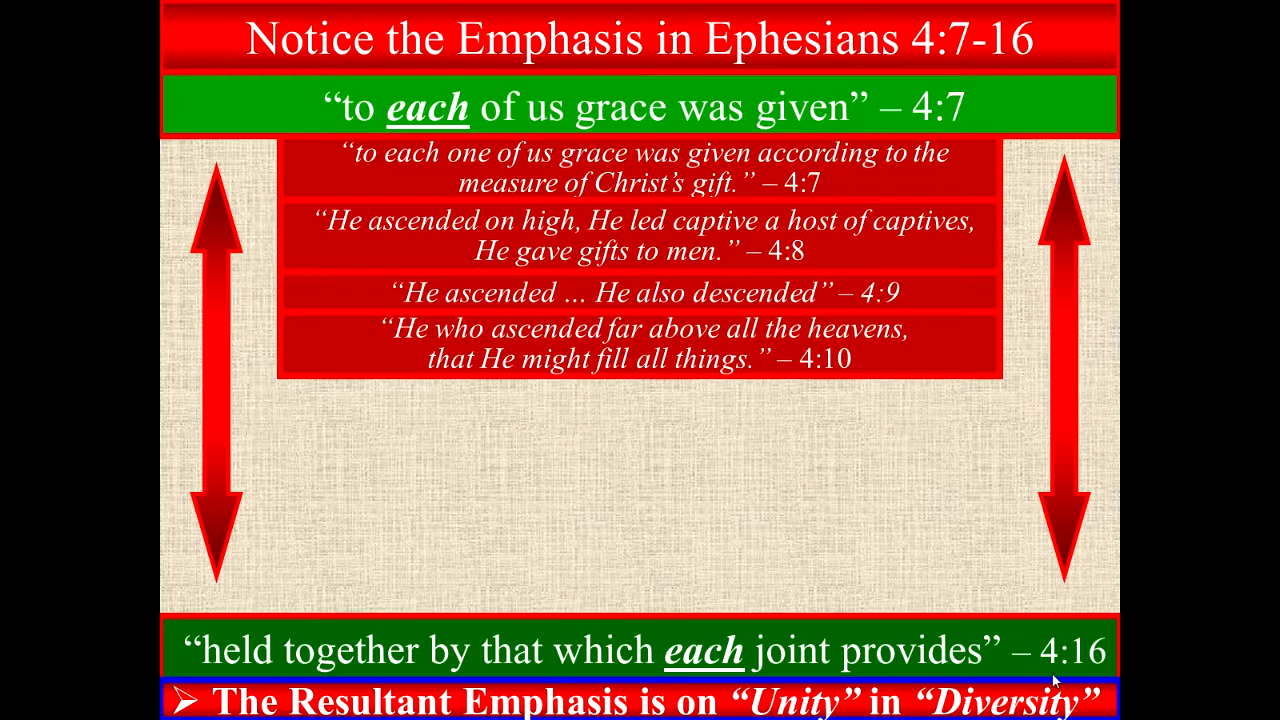 Notice the Emphasis in Ephesians 4:7-16
“to each of us grace was given” – 4:7
“to each one of us grace was given according to the
measure of Christ’s gift.” – 4:7
“He ascended on high, He led captive a host of captives,
He gave gifts to men.” – 4:8
“He ascended … He also descended” – 4:9
“He who ascended far above all the heavens,
that He might fill all things.” – 4:10
“held together by that which each joint provides” – 4:16
➢ The Resultant Emphasis is on “Unity” in “Diversity”